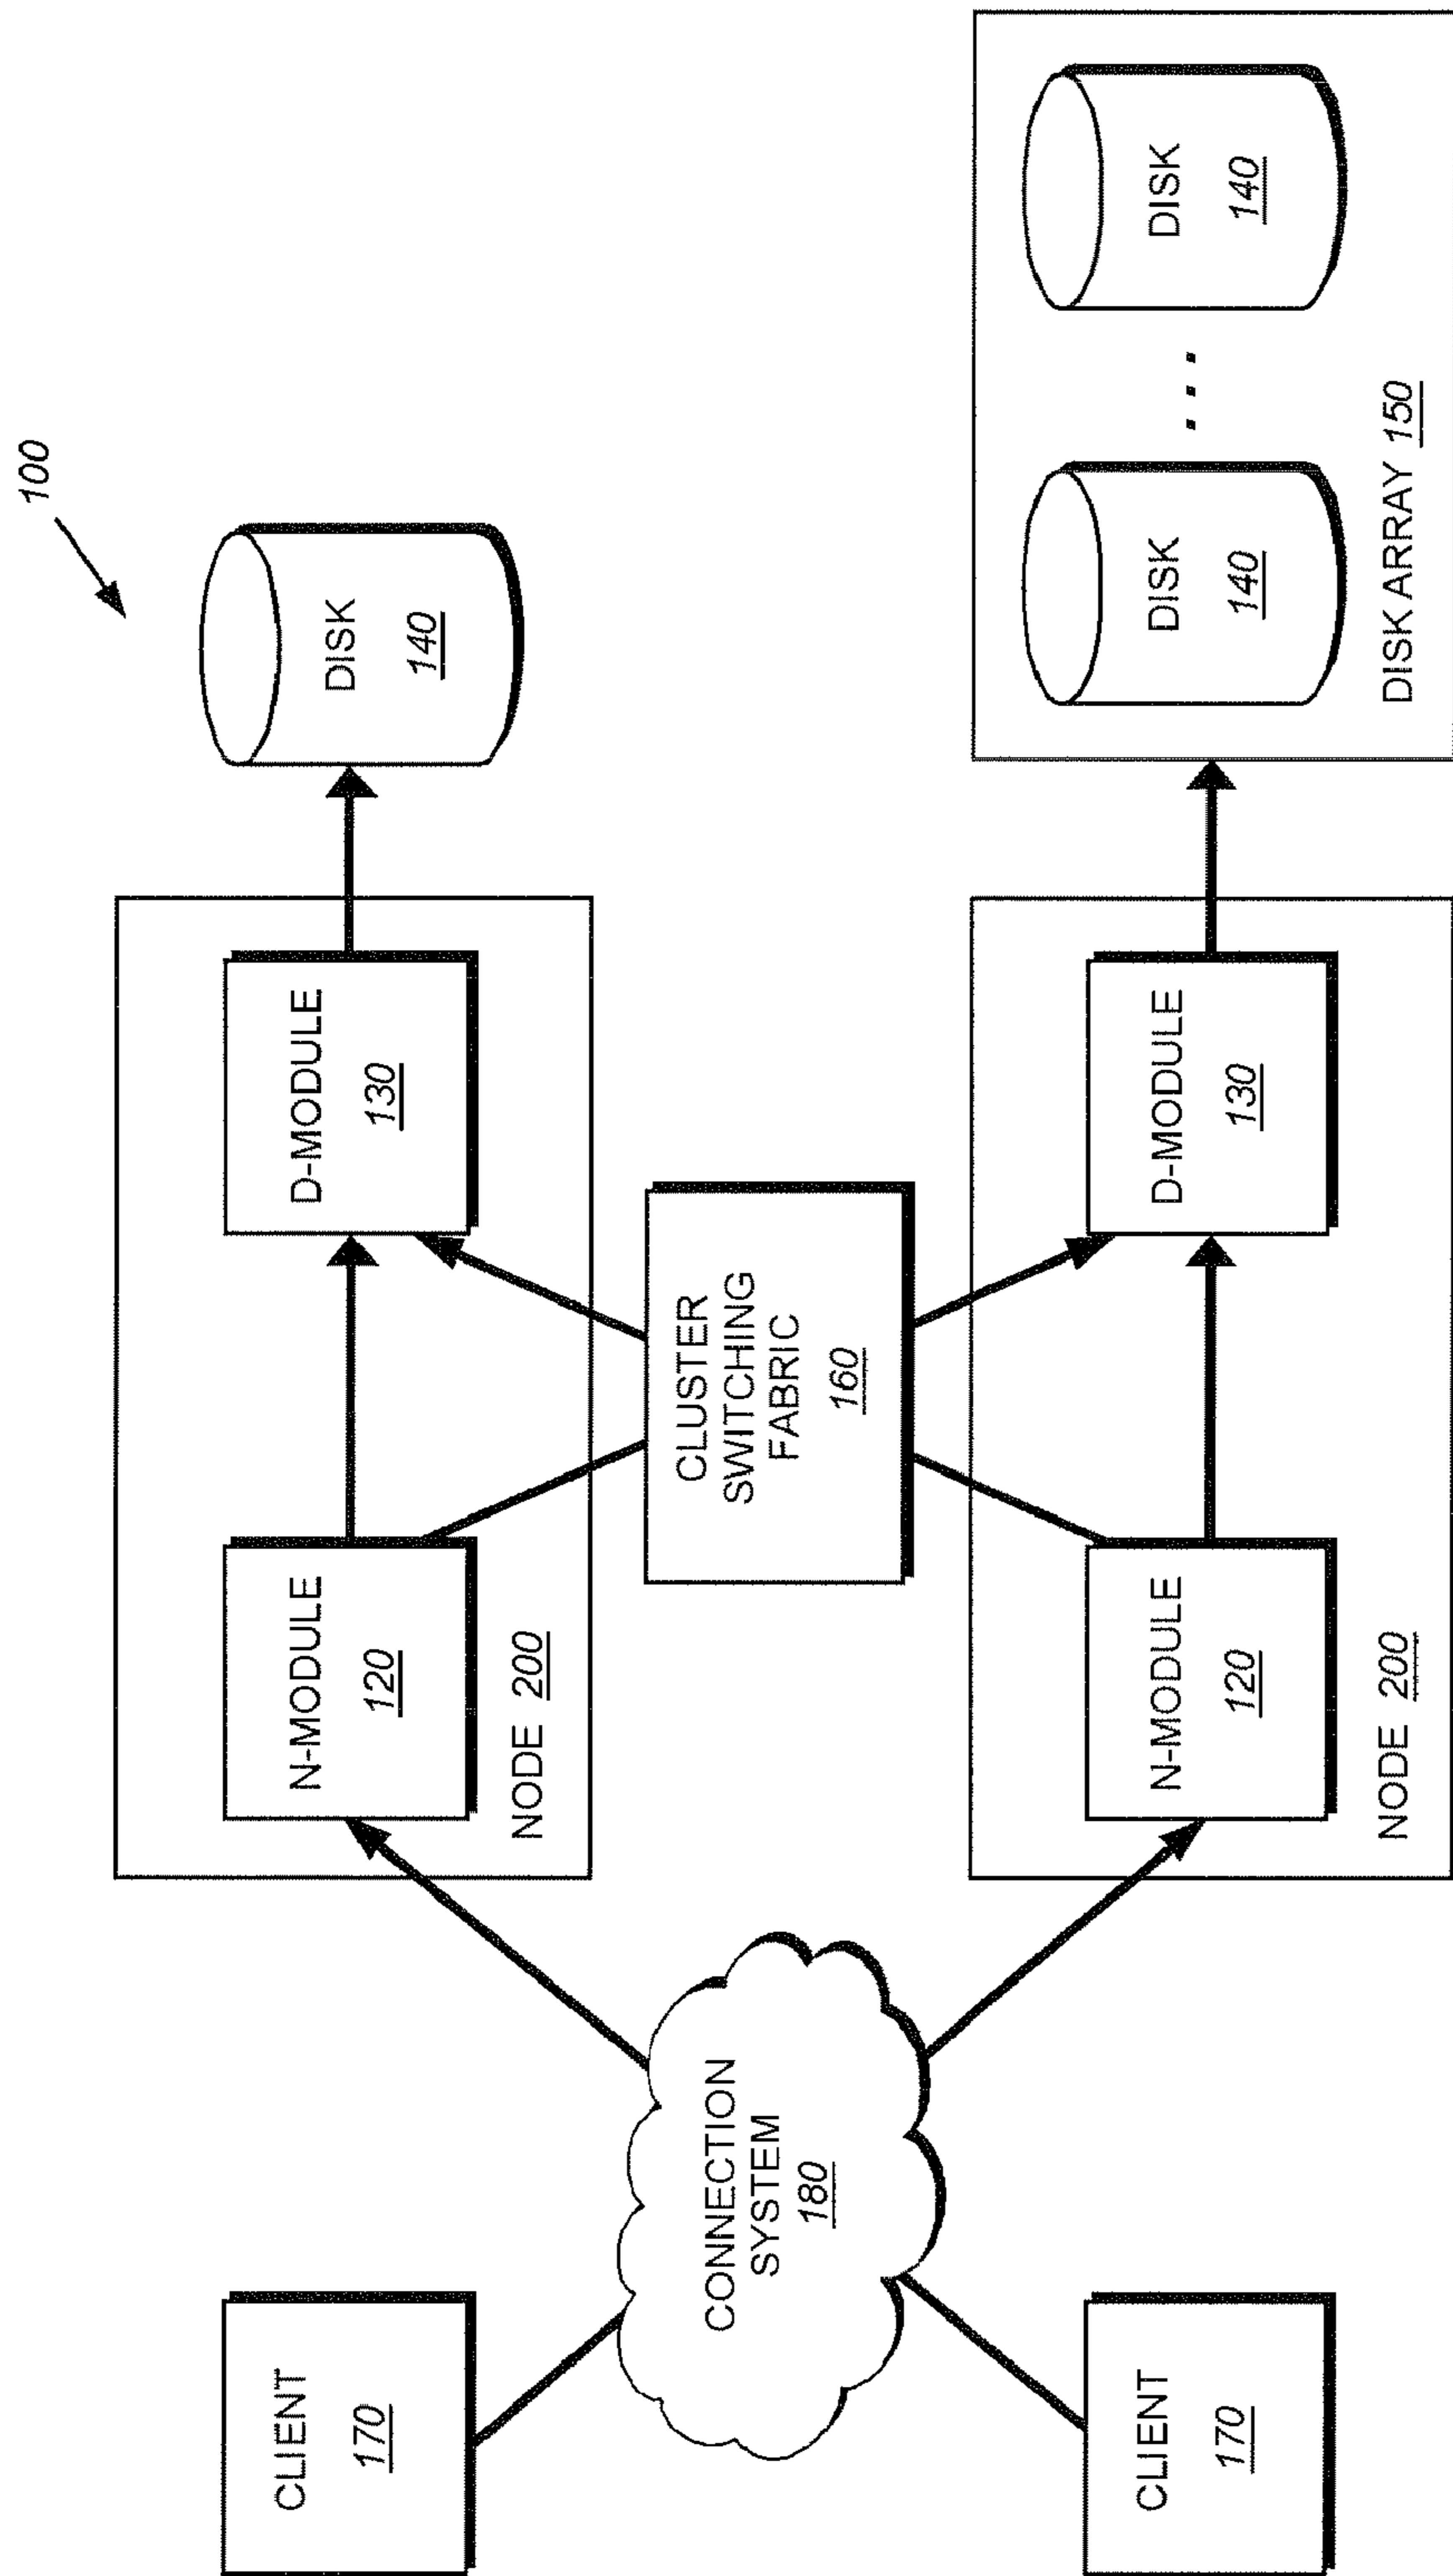 100
CLIENT
170
CONNECTION
SYSTEM
180
N-MODULE
120
NODE 200
D-MODULE
130
DISK
140
CLUSTER
SWITCHING
FABRIC
160
CLIENT
170
N-MODULE
120
NODE 200
D-MODULE
130
DISK
140
. . .
DISK
140
DISK ARRAY 150